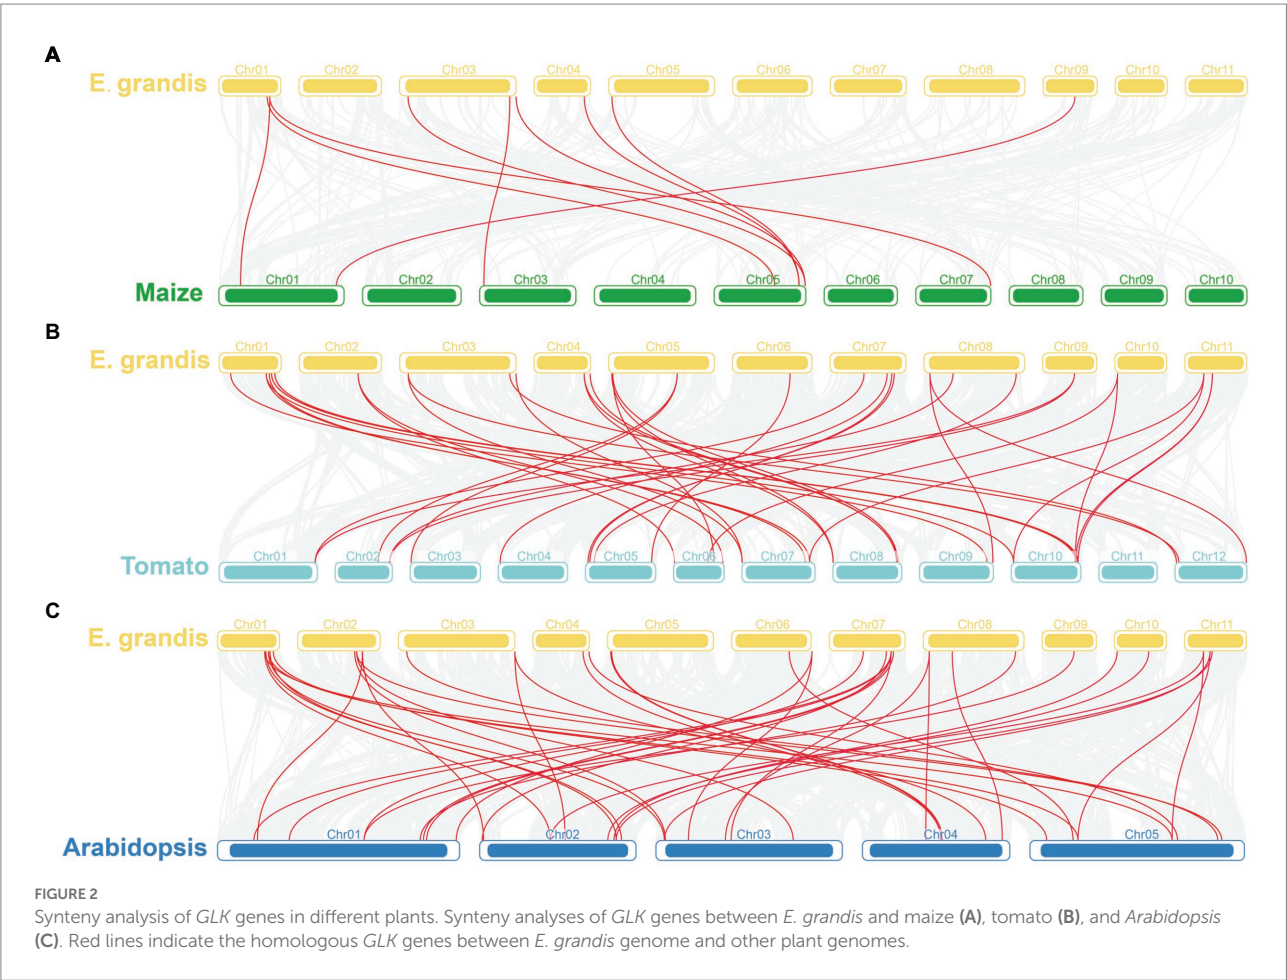 A
Chr01 Chr02 Chr03 Chr04 Chr05 Chr06 Chr07 Chr08 Chr09 Chr10 Chr11
E. grandis
Chr01 Chr02 Chr03 Chr04 Chr05 Chr06 Chr07 Chr08 Chr09 Chr10
Maize
B
Chr01 Chr02 Chr03 Chr04 Chr05 Chr06 Chr07 Chr08 Chr09 Chr10 Chr11
E. grandis
Chr01 Chr02 Chr03 Chr04 Chr05 Chr06 Chr07 Chr08 Chr09 Chr10 Chr11 Chr12
Tomato
C
Chr01 Chr02 Chr03 Chr04 Chr05 Chr06 Chr07 Chr08 Chr09 Chr10 Chr11
E. grandis
Chr01 Chr02 Chr03 Chr04 Chr05
Arabidopsis
FIGURE 2
Synteny analysis of GLK genes in different plants. Synteny analyses of GLK genes between E. grandis and maize (A), tomato (B), and Arabidopsis
(C). Red lines indicate the homologous GLK genes between E. grandis genome and other plant genomes.